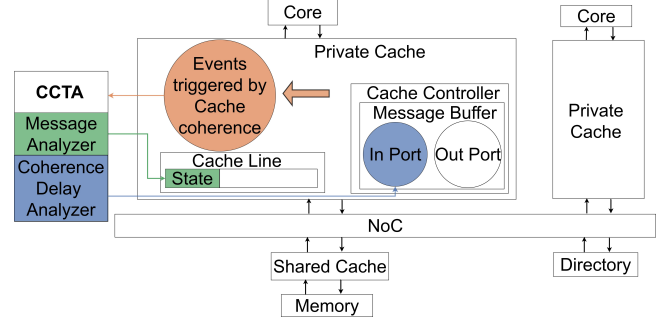 Core
Core
Private Cache
Events
triggered by
Cache
coherence
CCTA
Message
Analyzer
Coherence
Delay
Analyzer
Cache Controller
Message Buffer
In Port
Out Port
Cache Line
State
Private
Cache
NoC
Shared Cache
Directory
Memory